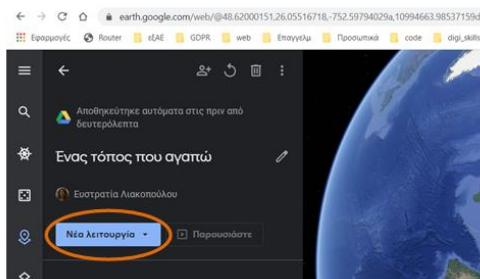 earth.google.com/web/@48.62000151,26.05516718,-752.59794029a,10994663.98537159d
Εφαρμογές Router εξΑΕ GDPR web Επαγγελμ Προσωπικά code digi_skills
Αποθηκεύτηκε αυτόματα στις πριν από
δευτερόλεπτα
Ένας τόπος που αγαπώ
Ευστρατία Λιακοπούλου
Νέα λειτουργία Παρουσιάστε